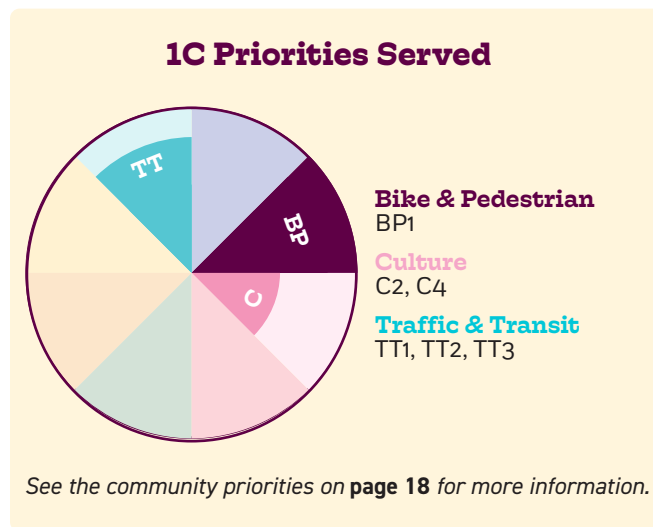 1C Priorities Served
TT
BP
C
Bike & Pedestrian
BP1
Culture
C2, C4
Traffic & Transit
TT1, TT2, TT3
See the community priorities on page 18 for more information.